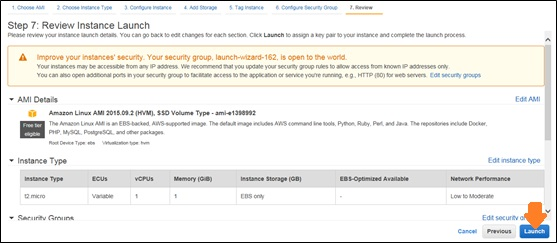 1. Choose AMI 2. Choose Instance Type 3. Configure Instance 4. Add Storage 5. Tag Instance 6. Configure Security Group 7. Review
Step 7: Review Instance Launch
Please review your instance launch details. You can go back to edit changes for each section. Click Launch to assign a key pair to your instance and complete the launch process.
Improve your instances' security. Your security group, launch-wizard-162, is open to the world.
Your instances may be accessible from any IP address. We recommend that you update your security group rules to allow access from known IP addresses only.
You can also open additional ports in your security group to facilitate access to the application or service you're running, e.g., HTTP (80) for web servers. Edit security groups
AMI Details Edit AMI
Amazon Linux AMI 2015.09.2 (HVM), SSD Volume Type - ami-e1398992
Free tier
eligible
The Amazon Linux AMI is an EBS-backed, AWS-supported image. The default image includes AWS command line tools, Python, Ruby, Perl, and Java. The repositories include Docker,
PHP, MySQL, PostgreSQL, and other packages.
Root Device Type: ebs Virtualization type: hvm
Instance Type Edit instance type
Instance Type ECUs vCPUs Memory (GiB) Instance Storage (GB) EBS-Optimized Available Network Performance
t2.micro Variable 1 1 EBS only - Low to Moderate
Security Groups Edit security
Cancel Previous Launch